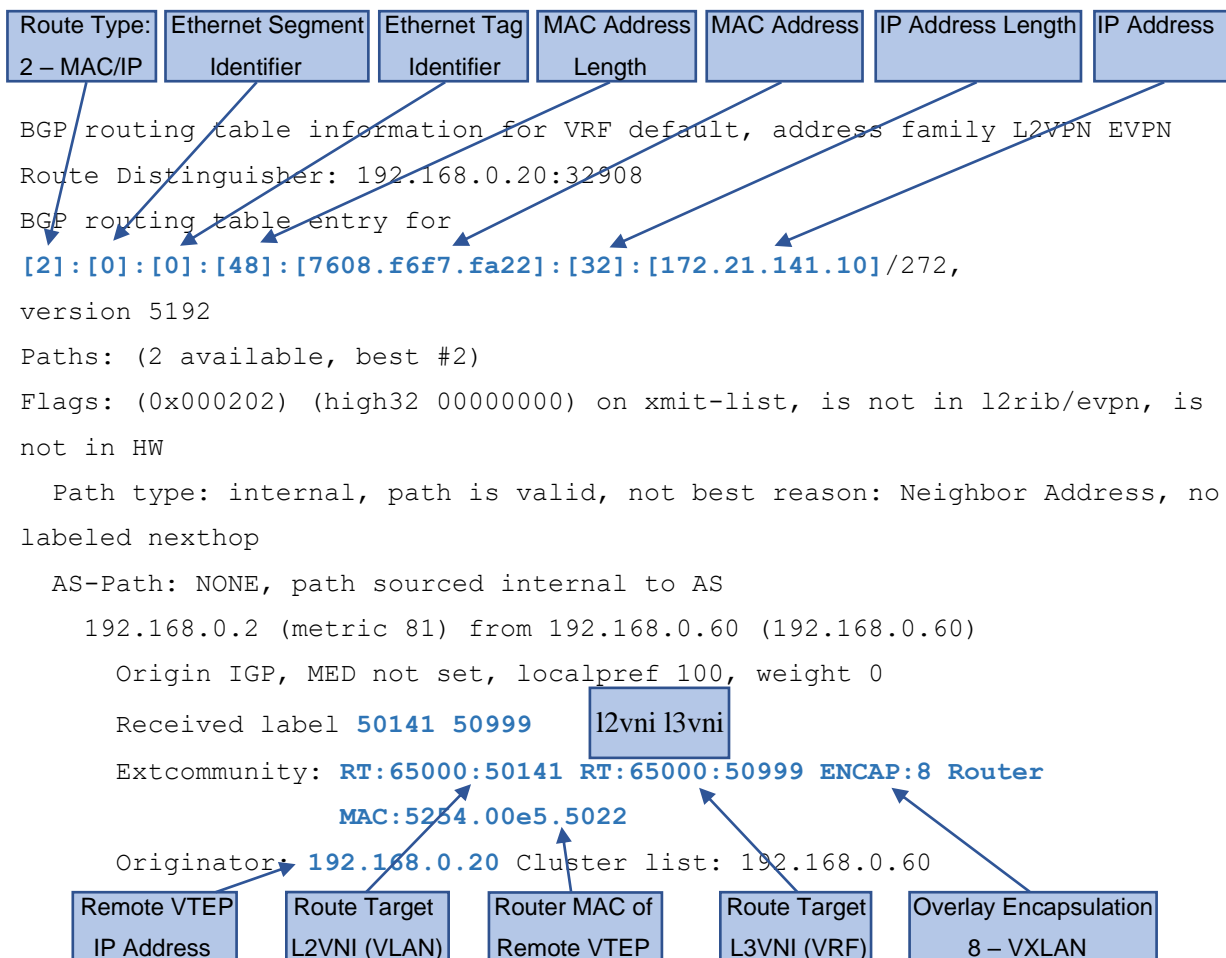 Route Type: Ethernet Segment Ethernet Tag MAC Address MAC Address IP Address Length IP Address
2 – MAC/IP Identifier Identifier Length
BGP routing table information for VRF default, address family L2VPN EVPN
Route Distinguisher: 192.168.0.20:32908
BGP routing table entry for
[2]:[0]:[0]:[48]:[7608.f6f7.fa22]:[32]:[172.21.141.10]/272,
version 5192
Paths: (2 available, best #2)
Flags: (0x000202) (high32 00000000) on xmit-list, is not in l2rib/evpn, is
not in HW
Path type: internal, path is valid, not best reason: Neighbor Address, no
labeled nexthop
AS-Path: NONE, path sourced internal to AS
192.168.0.2 (metric 81) from 192.168.0.60 (192.168.0.60)
Origin IGP, MED not set, localpref 100, weight 0
Received label 50141 50999 l2vni l3vni
Extcommunity: RT:65000:50141 RT:65000:50999 ENCAP:8 Router
MAC:5254.00e5.5022
Originator: 192.168.0.20 Cluster list: 192.168.0.60
Remote VTEP Route Target Router MAC of Route Target Overlay Encapsulation
IP Address L2VNI (VLAN) Remote VTEP L3VNI (VRF) 8 – VXLAN